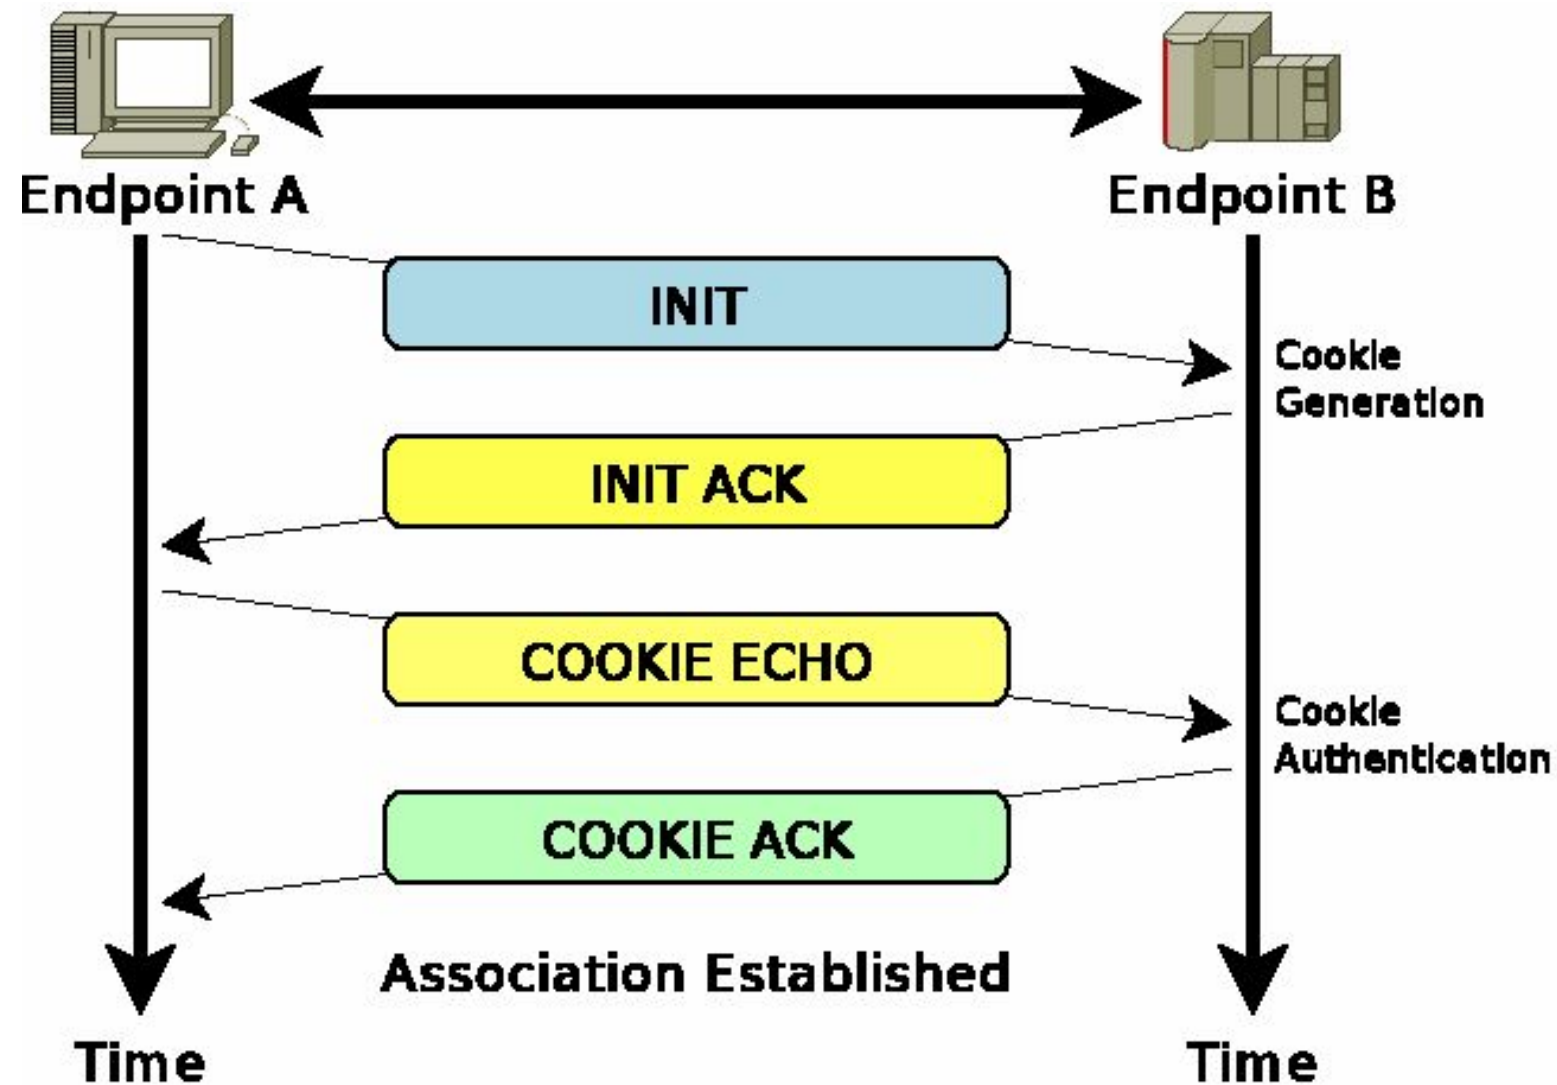 Endpoint A
Endpoint B
INIT
Cookie
Generation
INIT ACK
COOKIE ECHO
Cookie
Authentication
COOKIE ACK
Association Established
Time
Time